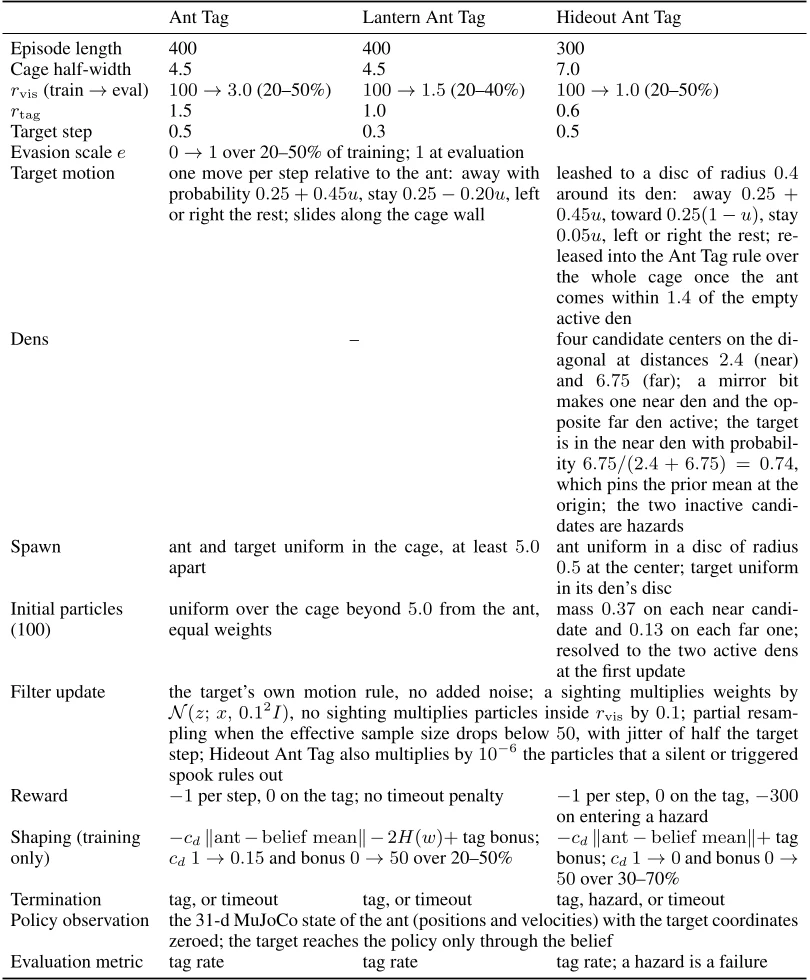 Ant Tag Lantern Ant Tag Hideout Ant Tag
Episode length 400 400 300
Cage half-width 4.5 4.5 7.0
r_vis (train → eval) 100 → 3.0 (20–50%) 100 → 1.5 (20–40%) 100 → 1.0 (20–50%)
r_tag 1.5 1.0 0.6
Target step 0.5 0.3 0.5
Evasion scale e 0 → 1 over 20–50% of training; 1 at evaluation
Target motion
one move per step relative to the ant: away with
probability 0.25 + 0.45u, stay 0.25 − 0.20u, left
or right the rest; slides along the cage wall
leashed to a disc of radius 0.4
around its den: away 0.25 +
0.45u, toward 0.25(1 − u), stay
0.05u, left or right the rest; re-
leased into the Ant Tag rule over
the whole cage once the ant
comes within 1.4 of the empty
active den
Dens
–
four candidate centers on the di-
agonal at distances 2.4 (near)
and 6.75 (far); a mirror bit
makes one near den and the op-
posite far den active; the target
is in the near den with probabil-
ity 6.75/(2.4 + 6.75) = 0.74,
which pins the prior mean at the
origin; the two inactive candi-
dates are hazards
Spawn
ant and target uniform in the cage, at least 5.0
apart
ant uniform in a disc of radius
0.5 at the center; target uniform
in its den's disc
Initial particles
(100)
uniform over the cage beyond 5.0 from the ant,
equal weights
mass 0.37 on each near candi-
date and 0.13 on each far one;
resolved to the two active dens
at the first update
Filter update
the target's own motion rule, no added noise; a sighting multiplies weights by
𝒩(z; x, 0.1²I), no sighting multiplies particles inside r_vis by 0.1; partial resam-
pling when the effective sample size drops below 50, with jitter of half the target
step; Hideout Ant Tag also multiplies by 10⁻⁶ the particles that a silent or triggered
spook rules out
Reward
−1 per step, 0 on the tag; no timeout penalty
−1 per step, 0 on the tag, −300
on entering a hazard
Shaping (training
only)
−c_d ‖ant − belief mean‖ − 2H(w)+ tag bonus;
c_d 1 → 0.15 and bonus 0 → 50 over 20–50%
−c_d ‖ant − belief mean‖+ tag
bonus; c_d 1 → 0 and bonus 0 →
50 over 30–70%
Termination tag, or timeout tag, or timeout tag, hazard, or timeout
Policy observation
the 31-d MuJoCo state of the ant (positions and velocities) with the target coordinates
zeroed; the target reaches the policy only through the belief
Evaluation metric tag rate tag rate tag rate; a hazard is a failure